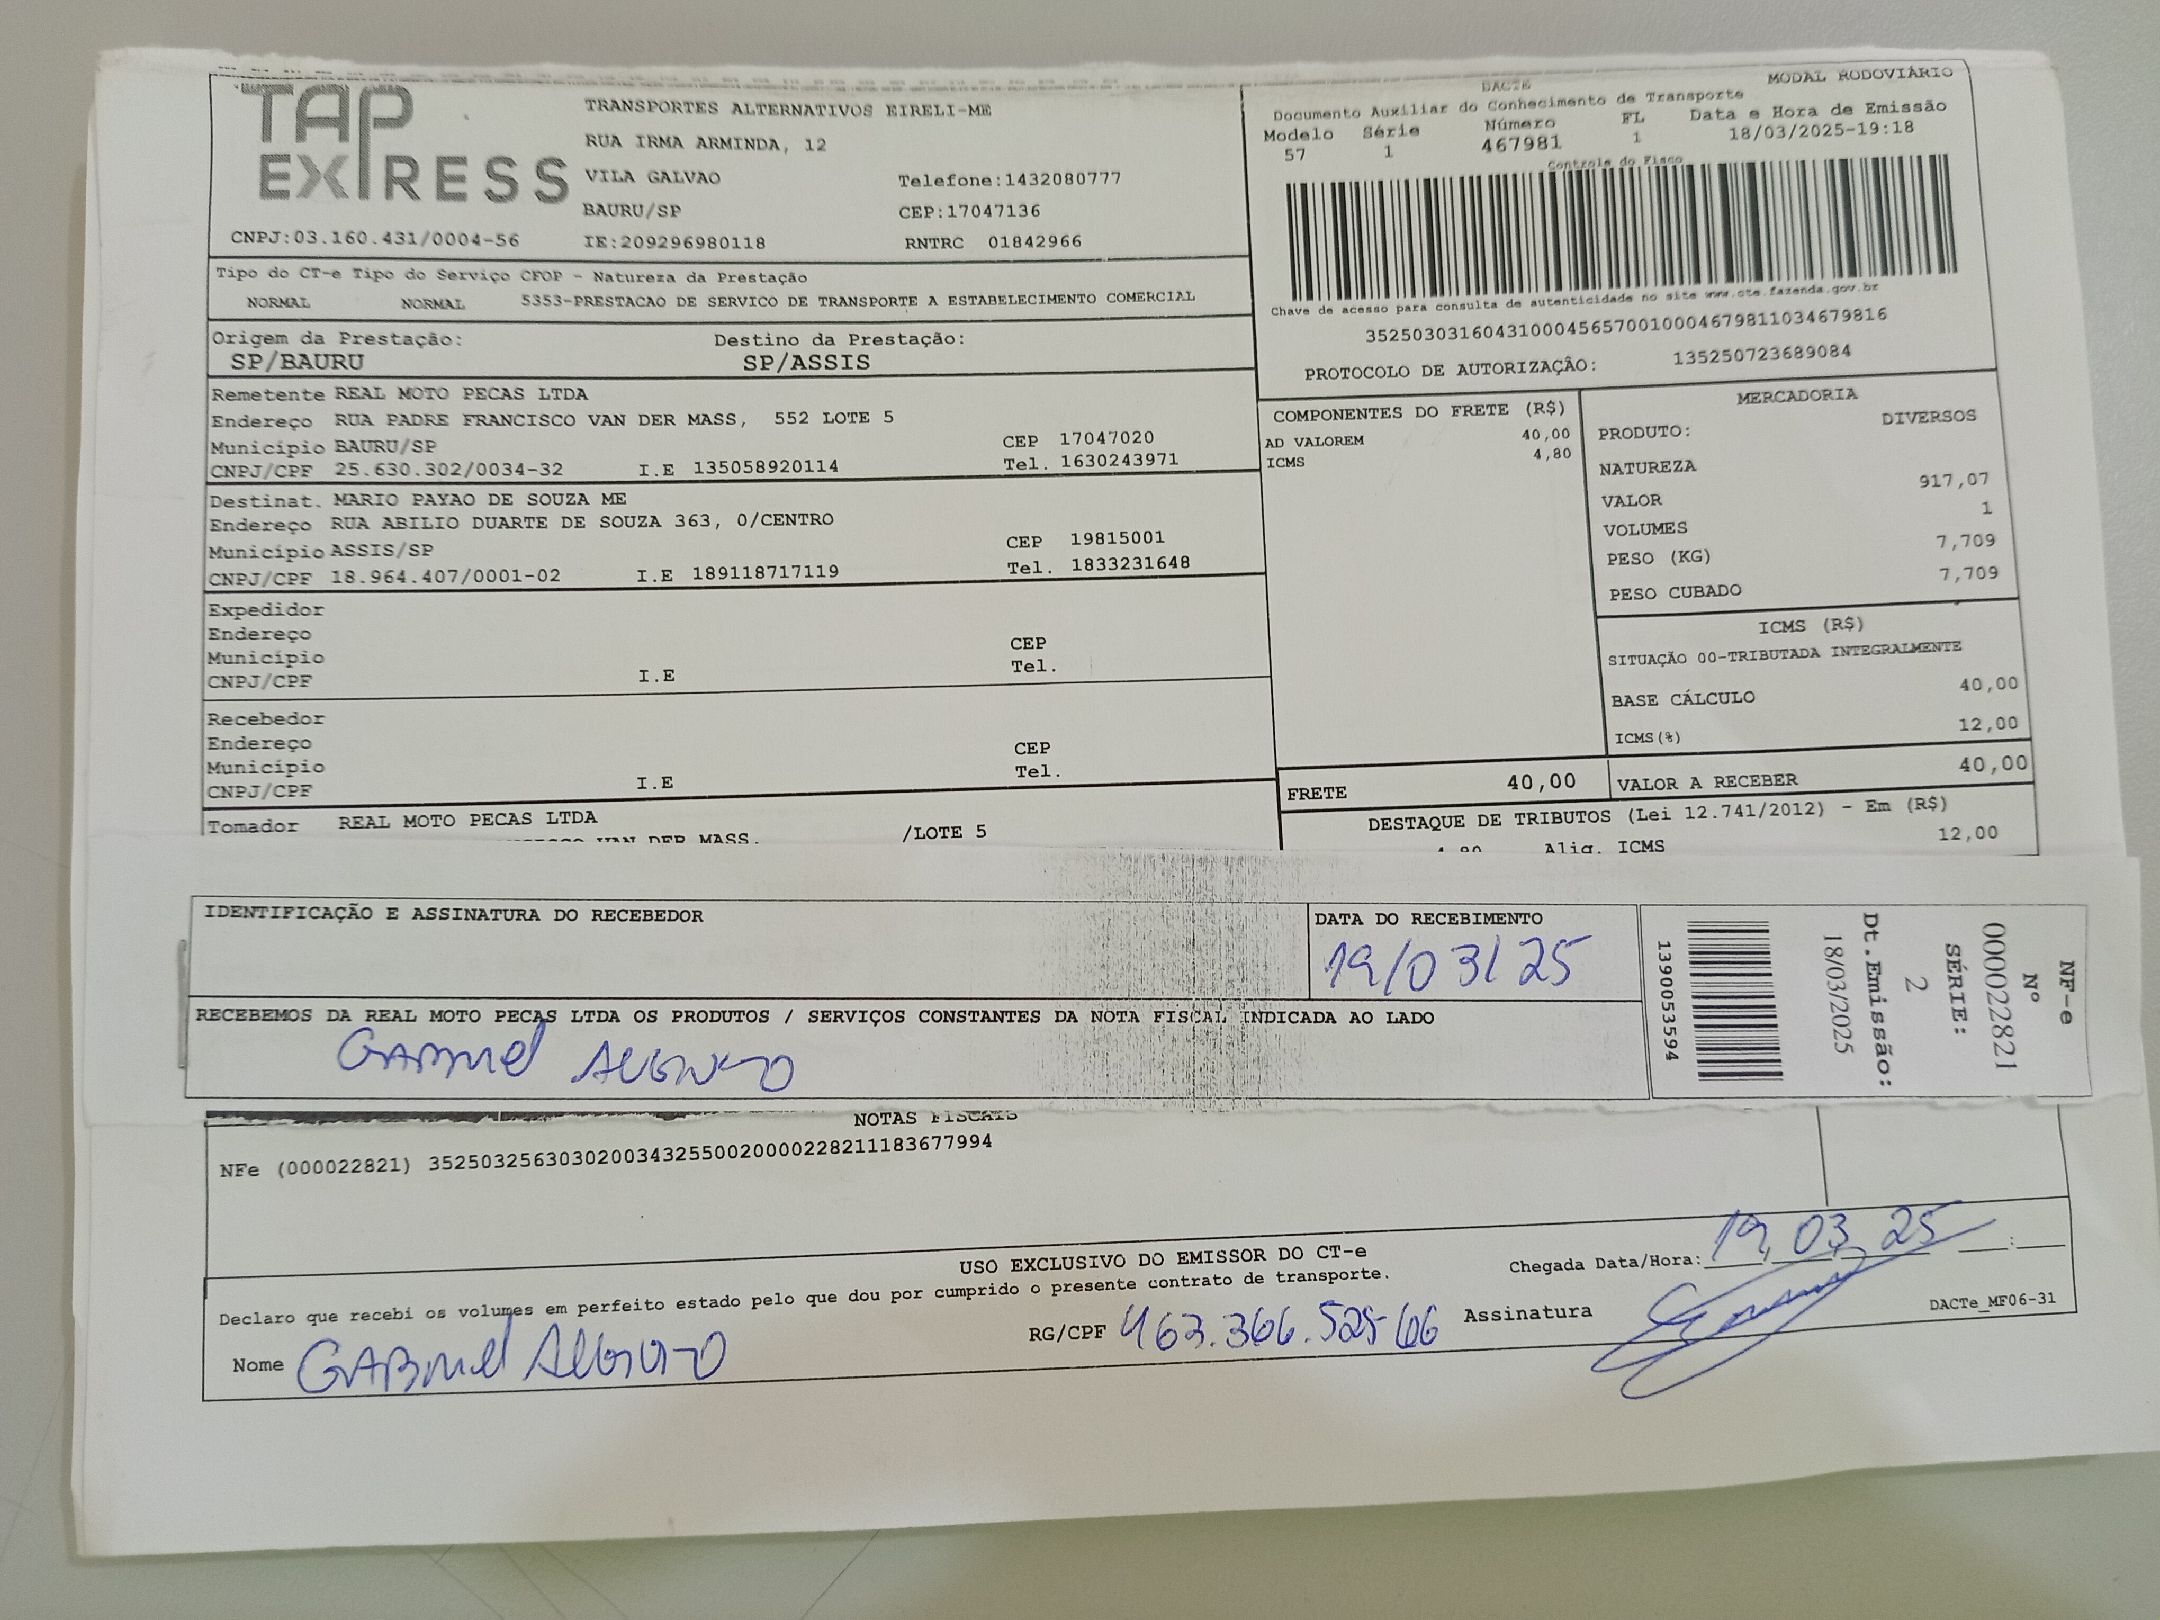 TAP EXPRESS
TRANSPORTES ALTERNATIVOS EIRELI-ME
RUA IRMA ARMINDA, 12
VILA GALVAO Telefone:1432080777
BAURU/SP CEP:17047136
CNPJ:03.160.431/0004-56 IE:209296980118 RNTRC 01842966
DACTE MODAL RODOVIÁRIO
Documento Auxiliar do Conhecimento de Transporte
Modelo Série Número FL Data e Hora de Emissão
57 1 467981 1 18/03/2025-19:18
Controle do Fisco
Chave de acesso para consulta de autenticidade no site www.cte.fazenda.gov.br
35250303160431000456570010004679811034679816
PROTOCOLO DE AUTORIZAÇÃO: 135250723689084
Tipo do CT-e Tipo do Serviço CFOP - Natureza da Prestação
NORMAL NORMAL 5353-PRESTACAO DE SERVICO DE TRANSPORTE A ESTABELECIMENTO COMERCIAL
Origem da Prestação: Destino da Prestação:
SP/BAURU SP/ASSIS
Remetente REAL MOTO PECAS LTDA
Endereço RUA PADRE FRANCISCO VAN DER MASS, 552 LOTE 5
Município BAURU/SP CEP 17047020
CNPJ/CPF 25.630.302/0034-32 I.E 135058920114 Tel. 1630243971
Destinat. MARIO PAYAO DE SOUZA ME
Endereço RUA ABILIO DUARTE DE SOUZA 363, 0/CENTRO
Município ASSIS/SP CEP 19815001
CNPJ/CPF 18.964.407/0001-02 I.E 189118717119 Tel. 1833231648
Expedidor
Endereço
Município CEP
CNPJ/CPF I.E Tel.
Recebedor
Endereço
Município CEP
CNPJ/CPF I.E Tel.
Tomador REAL MOTO PECAS LTDA
VAN DER MASS, /LOTE 5
COMPONENTES DO FRETE (R$)
AD VALOREM 40,00
ICMS 4,80
FRETE 40,00
MERCADORIA
PRODUTO: DIVERSOS
NATUREZA
VALOR 917,07
VOLUMES 1
PESO (KG) 7,709
PESO CUBADO 7,709
ICMS (R$)
SITUAÇÃO 00-TRIBUTADA INTEGRALMENTE
BASE CÁLCULO 40,00
ICMS(%) 12,00
VALOR A RECEBER 40,00
DESTAQUE DE TRIBUTOS (Lei 12.741/2012) - Em (R$)
4,80 Aliq. ICMS 12,00
IDENTIFICAÇÃO E ASSINATURA DO RECEBEDOR
DATA DO RECEBIMENTO
19/03/25
RECEBEMOS DA REAL MOTO PECAS LTDA OS PRODUTOS / SERVIÇOS CONSTANTES DA NOTA FISCAL INDICADA AO LADO
GABRIEL
NF-e
Nº
000022821
SÉRIE:
2
Dt.Emissão:
18/03/2025
1390053594
NOTAS FISCAIS
NFe (000022821) 35250325630302003432550020000228211183677994
USO EXCLUSIVO DO EMISSOR DO CT-e
Declaro que recebi os volumes em perfeito estado pelo que dou por cumprido o presente contrato de transporte.
Chegada Data/Hora: 19 03 25
Nome GABRIEL
RG/CPF 463.366.525-66 Assinatura
DACTe_MF06-31